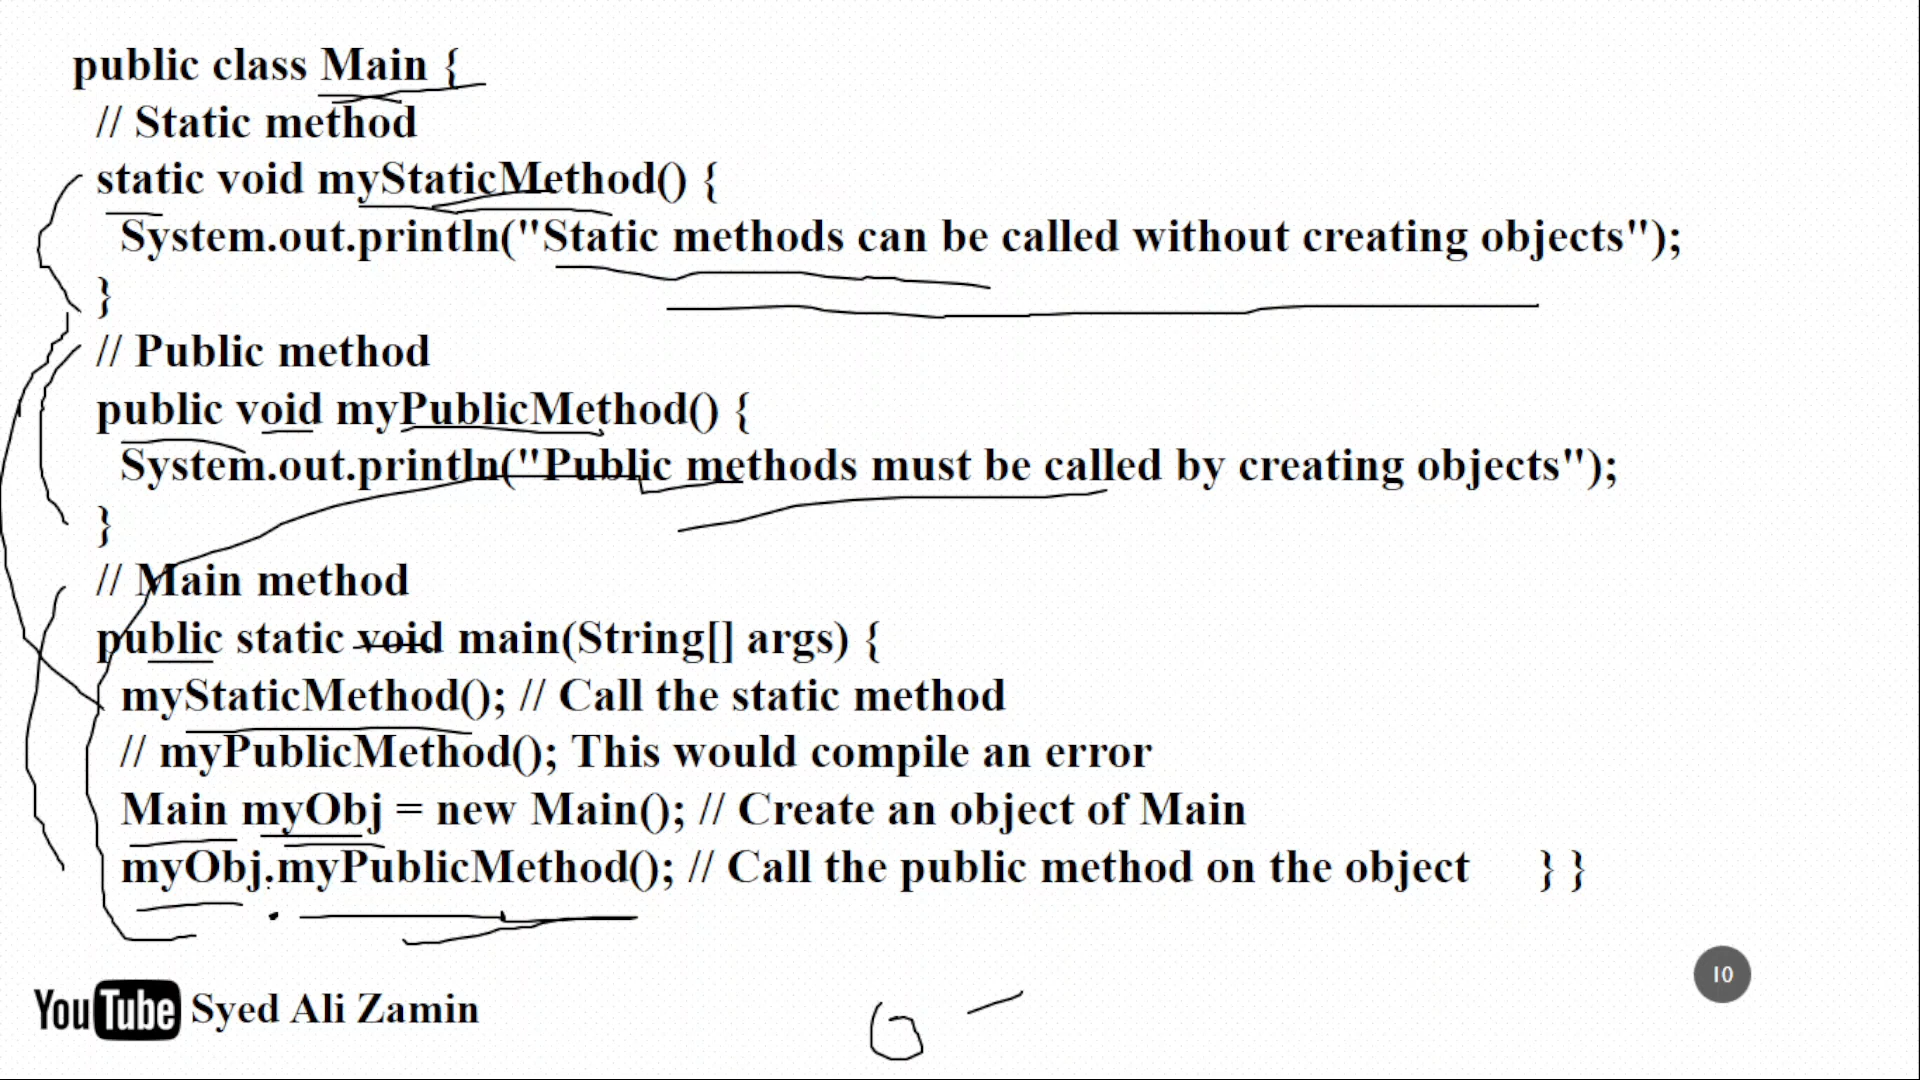 public class Main {
// Static method
static void myStaticMethod() {
System.out.println("Static methods can be called without creating objects");
}
// Public method
public void myPublicMethod() {
System.out.println("Public methods must be called by creating objects");
}
// Main method
public static void main(String[] args) {
myStaticMethod(); // Call the static method
// myPublicMethod(); This would compile an error
Main myObj = new Main(); // Create an object of Main
myObj.myPublicMethod(); // Call the public method on the object } }
10
YouTube Syed Ali Zamin